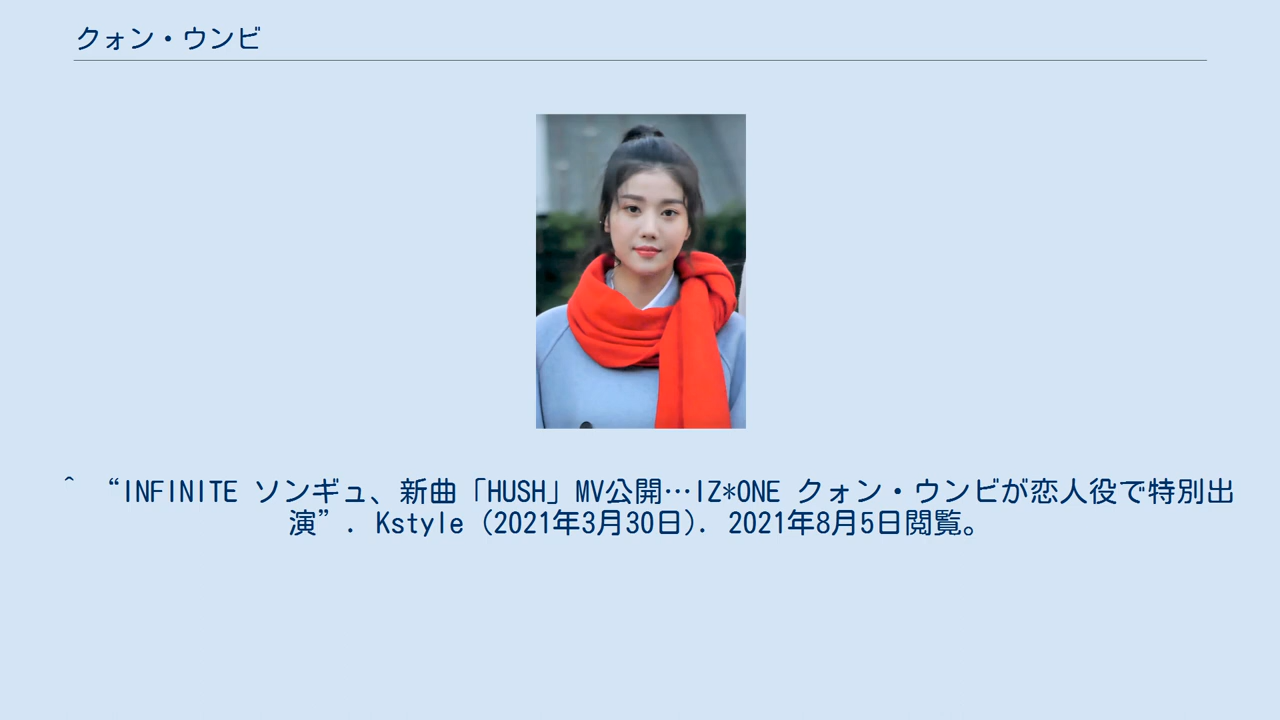 クォン・ウンビ
^ “INFINITE ソンギュ、新曲「HUSH」MV公開…IZ*ONE クォン・ウンビが恋人役で特別出
演”. Kstyle (2021年3月30日). 2021年8月5日閲覧。